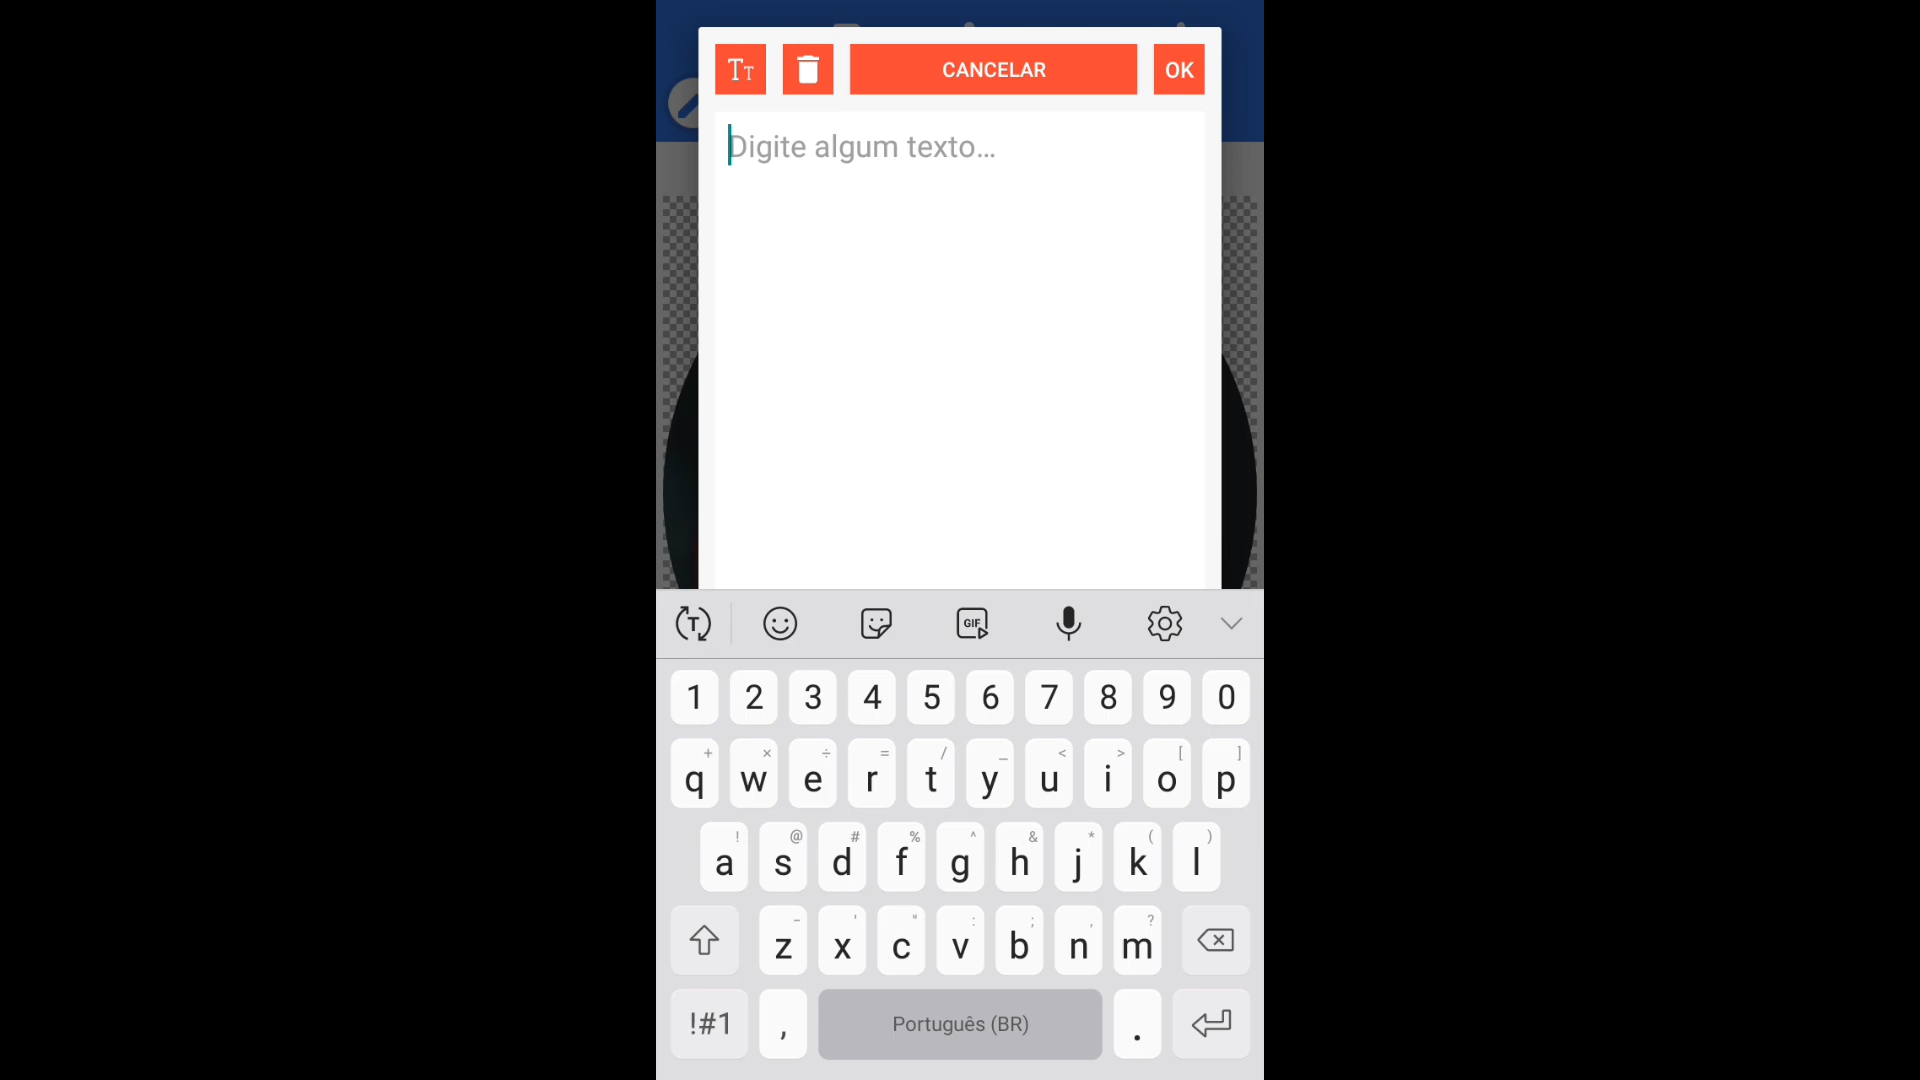 Tт
CANCELAR
OK
Digite algum texto...
T
GIF
1 2 3 4 5 6 7 8 9 0
+ × ÷ = / _ < > [ ]
q w e r t y u i o p
! @ # % ^ & * ( )
a s d f g h j k l
- ' " : ; , ?
z x c v b n m
!#1 , Português (BR) .